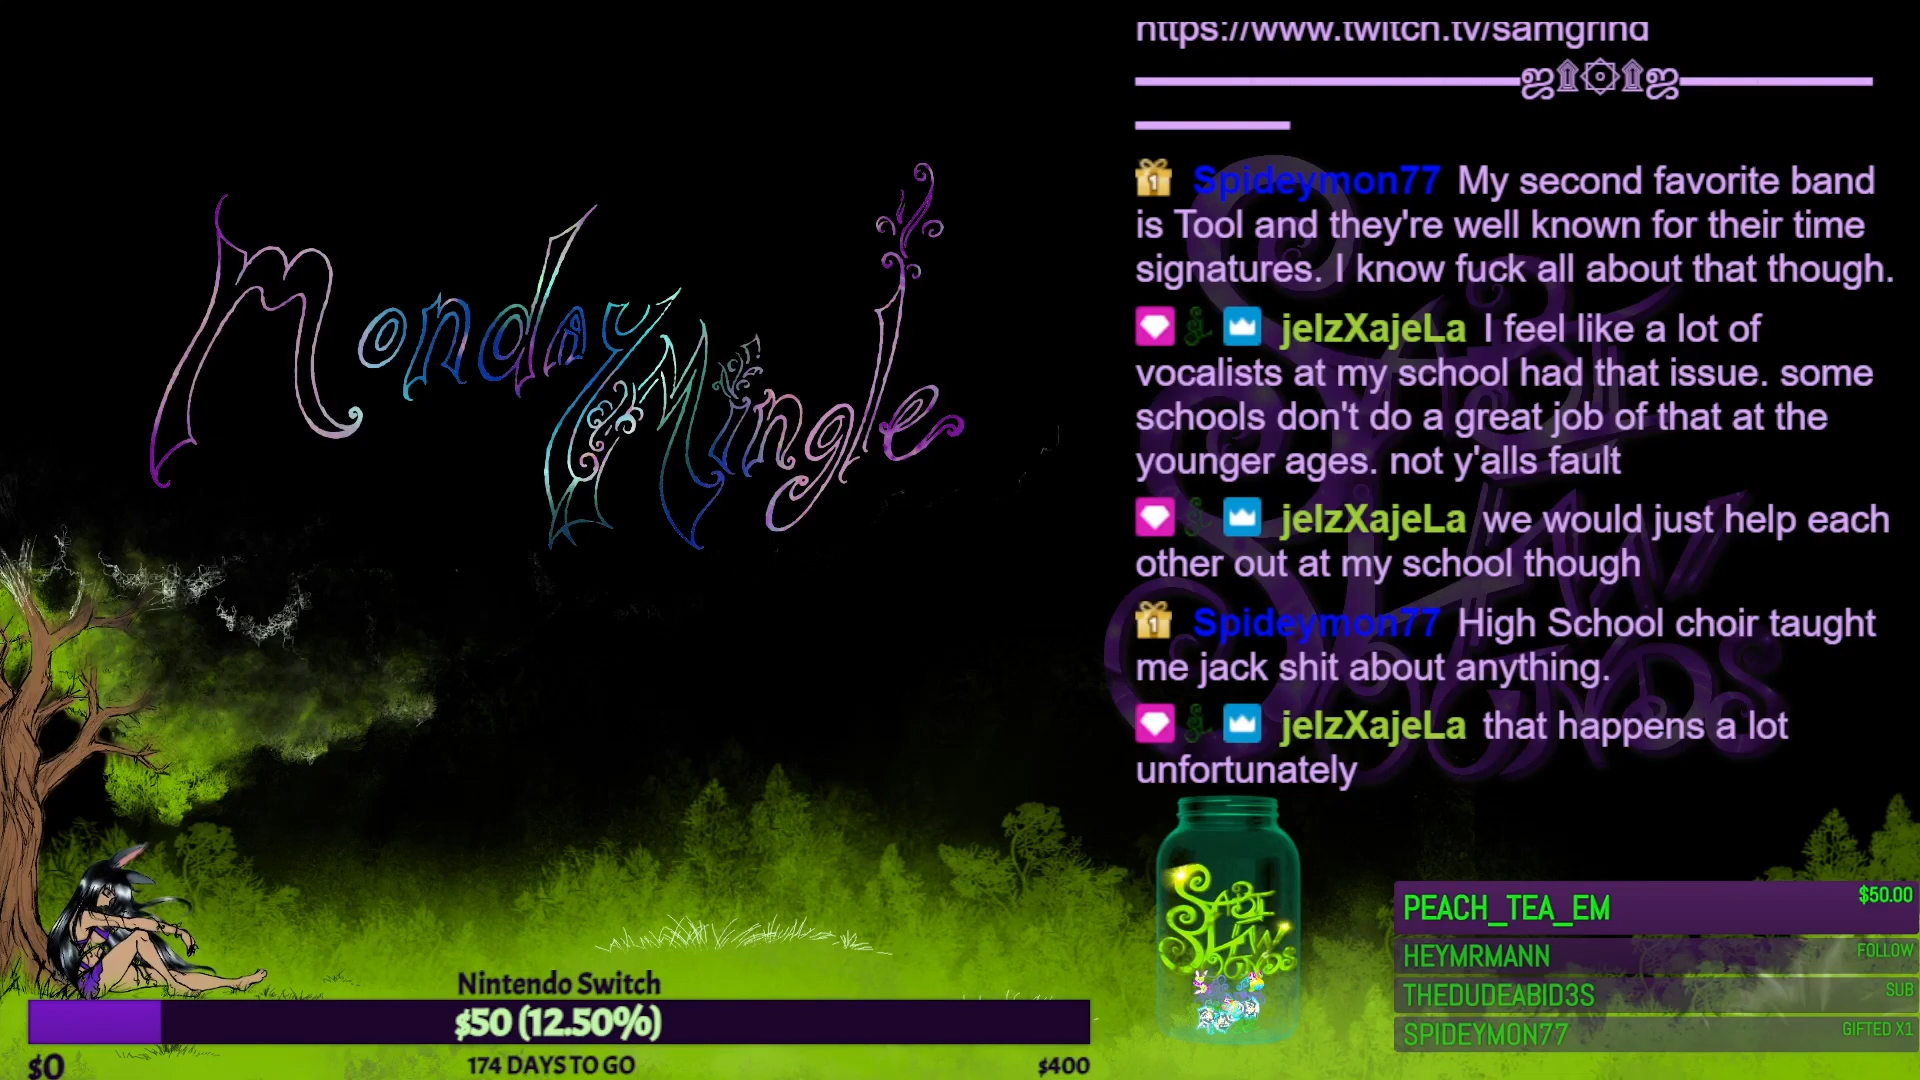 https://www.twitch.tv/samgrind
Monday
Mingle
Spideymon77 My second favorite band
is Tool and they're well known for their time
signatures. I know fuck all about that though.
jelzXajeLa I feel like a lot of
vocalists at my school had that issue. some
schools don't do a great job of that at the
younger ages. not y'alls fault
jelzXajeLa we would just help each
other out at my school though
Spideymon77 High School choir taught
me jack shit about anything.
jelzXajeLa that happens a lot
unfortunately
PEACH_TEA_EM $50.00
HEYMRMANN FOLLOW
THEDUDEABID3S SUB
SPIDEYMON77 GIFTED X1
Nintendo Switch
$50 (12.50%)
$0 174 DAYS TO GO $400